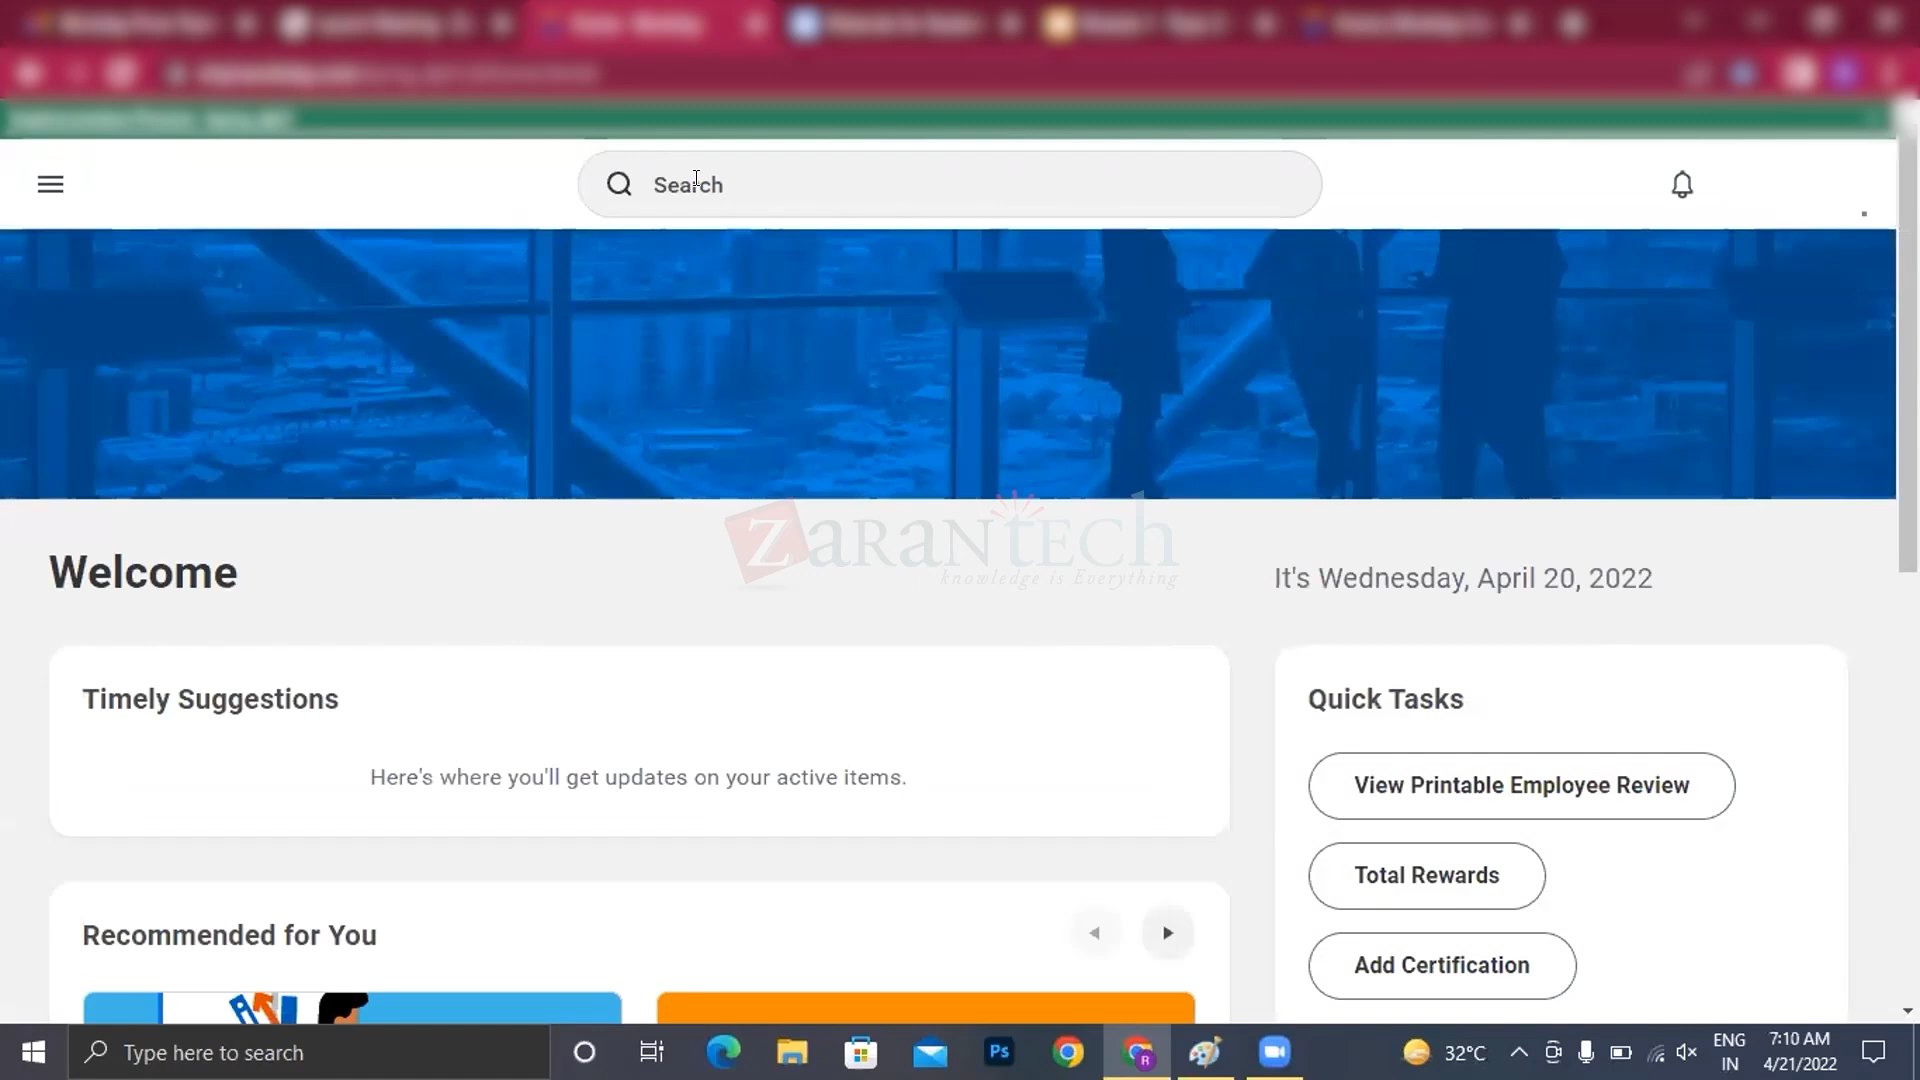 Search
Welcome
ZaranTech
knowledge is Everything
It's Wednesday, April 20, 2022
Timely Suggestions
Here's where you'll get updates on your active items.
Quick Tasks
View Printable Employee Review
Total Rewards
Add Certification
Recommended for You
Type here to search
Ps
R
32°C
ENG
IN
7:10 AM
4/21/2022